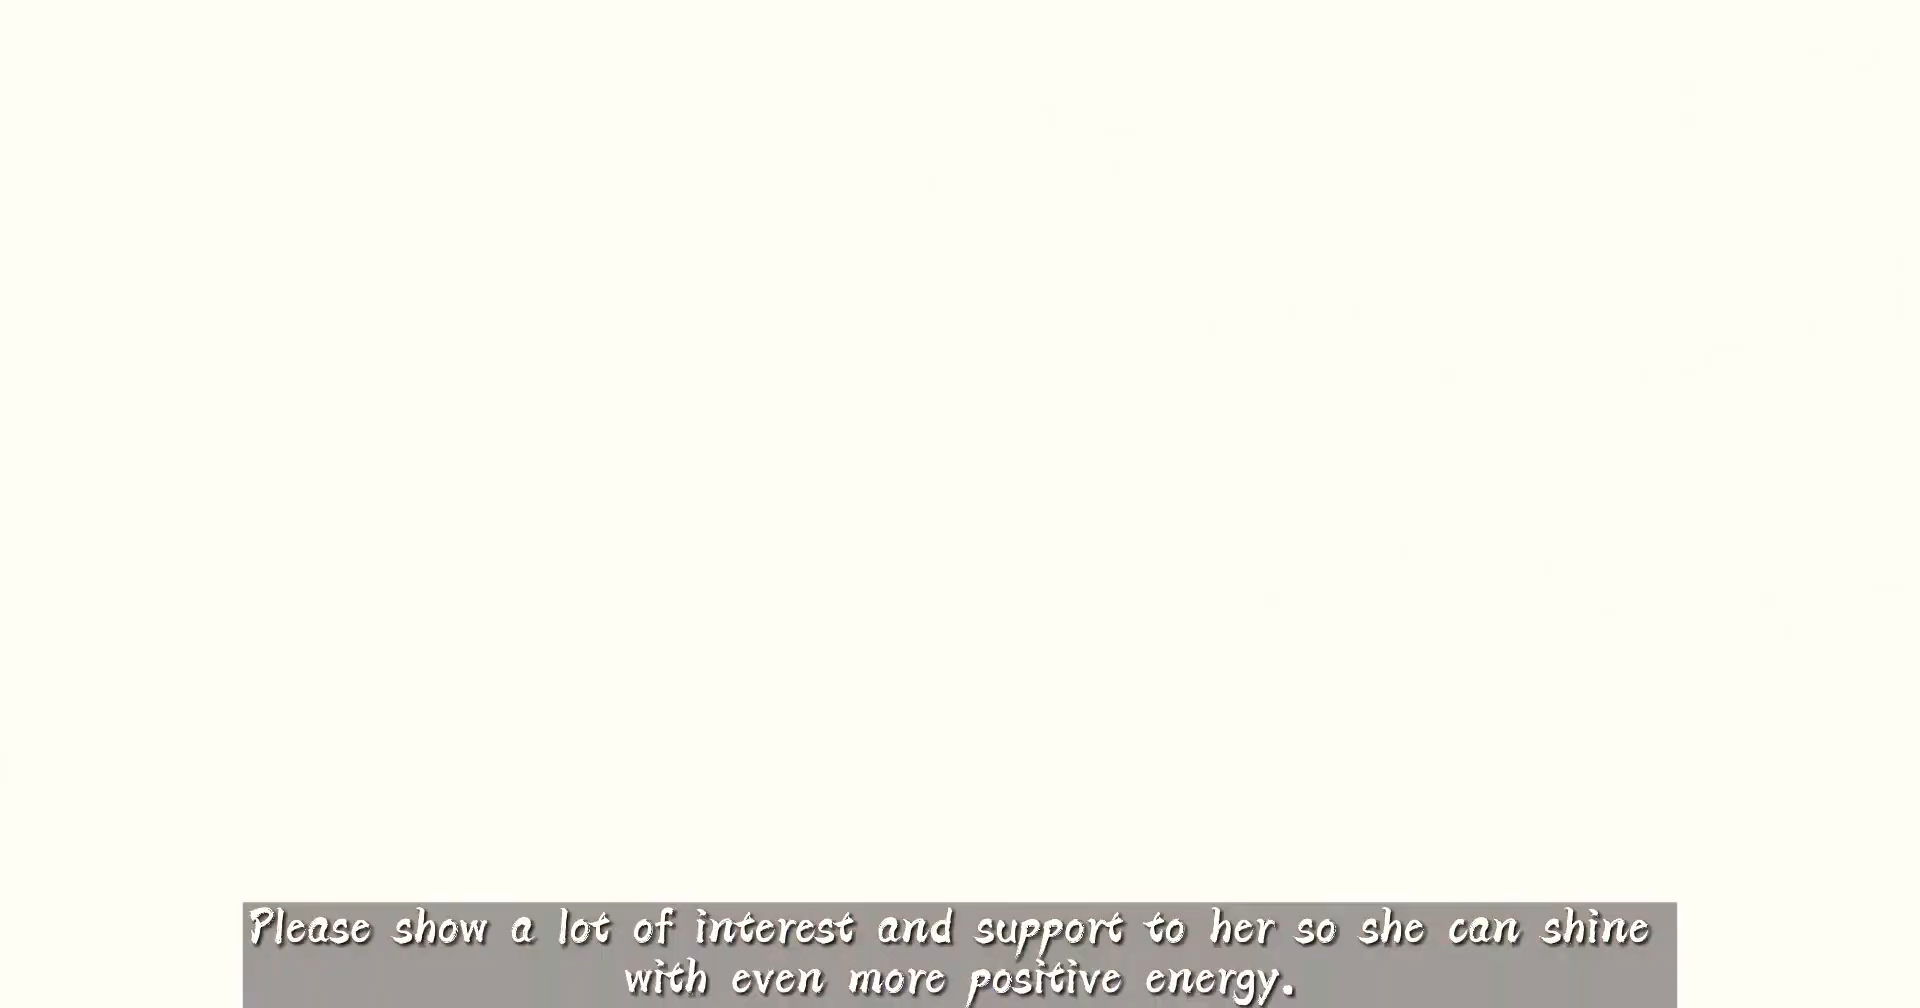 Please show a lot of interest and support to her so she can shine
with even more positive energy.